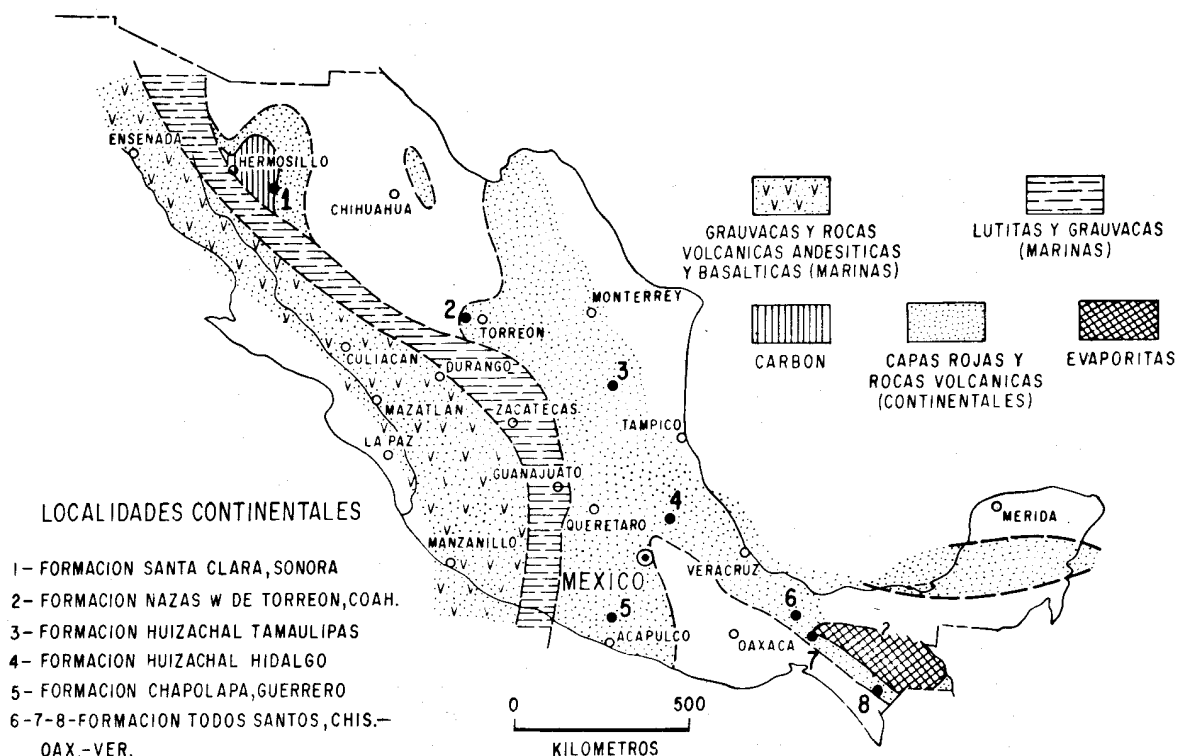 ENSENADA
HERMOSILLO
1
CHIHUAHUA
2
TORREON
MONTERREY
CULIACAN
DURANGO
3
MAZATLAN
ZACATECAS
LA PAZ
TAMPICO
GUANAJUATO
4
QUERETARO
MANZANILLO
MEXICO
VERACRUZ
MERIDA
5
ACAPULCO
OAXACA
6
7
?
8
GRAUVACAS Y ROCAS
VOLCANICAS ANDESITICAS
Y BASALTICAS (MARINAS)
LUTITAS Y GRAUVACAS
(MARINAS)
CARBON
CAPAS ROJAS Y
ROCAS VOLCANICAS
(CONTINENTALES)
EVAPORITAS
LOCALIDADES CONTINENTALES
1- FORMACION SANTA CLARA, SONORA
2- FORMACION NAZAS W DE TORREON, COAH.
3- FORMACION HUIZACHAL TAMAULIPAS
4- FORMACION HUIZACHAL HIDALGO
5- FORMACION CHAPOLAPA, GUERRERO
6-7-8-FORMACION TODOS SANTOS, CHIS.-
OAX.-VER.
0 500
KILOMETROS